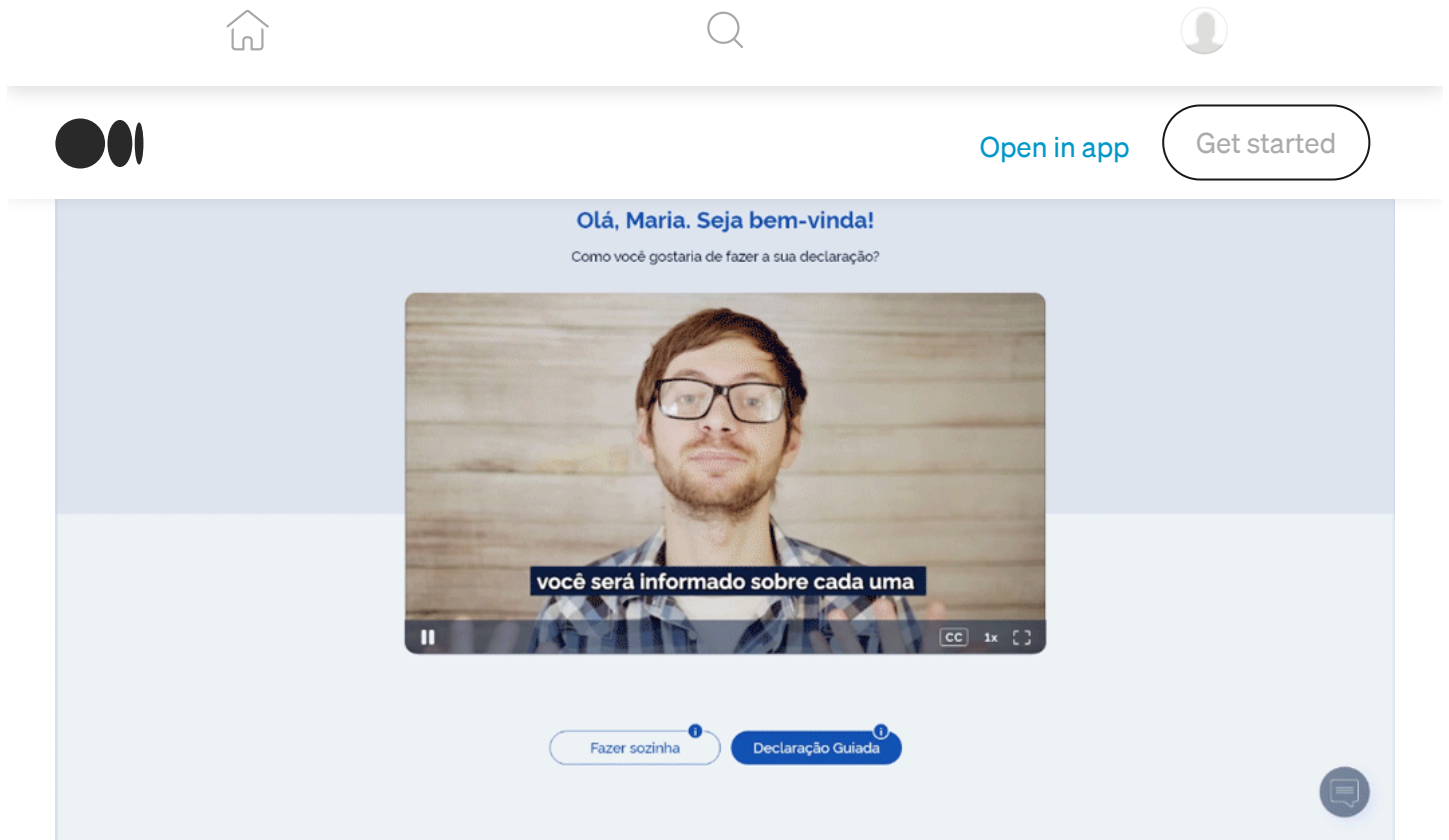 Open in app
Get started
Olá, Maria. Seja bem-vinda!
Como você gostaria de fazer a sua declaração?
você será informado sobre cada uma
CC 1x
Fazer sozinha
Declaração Guiada